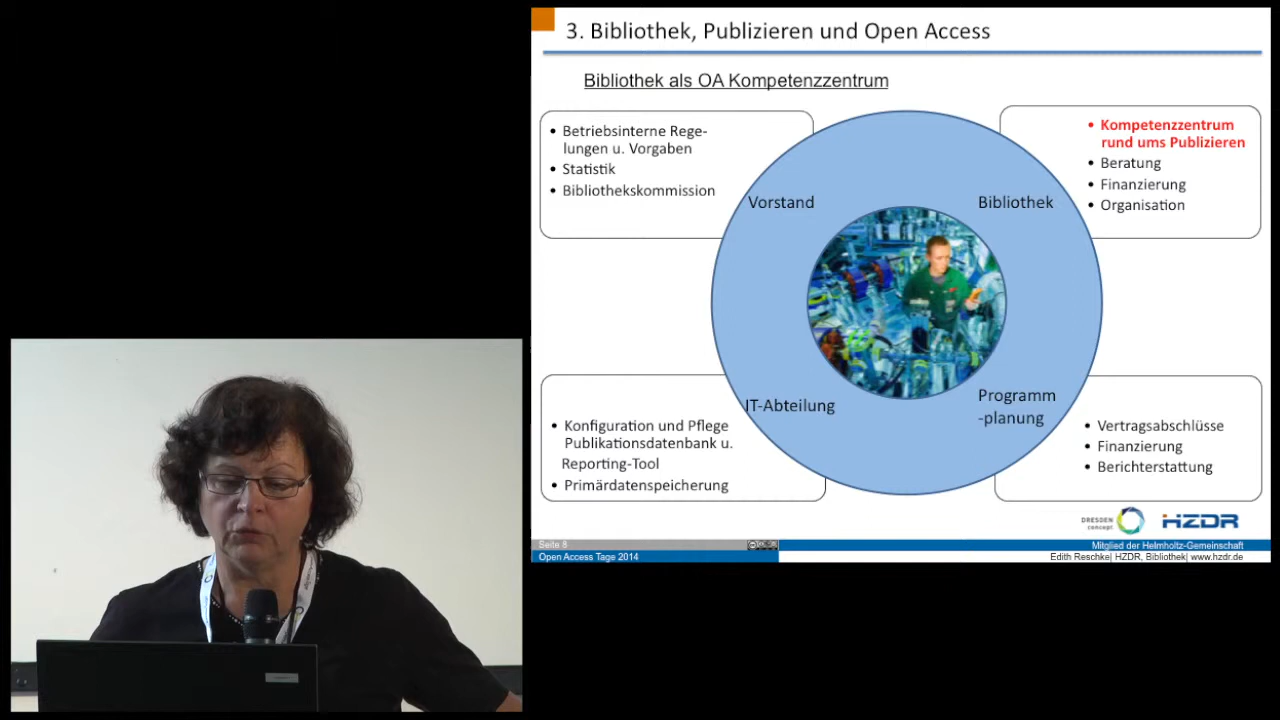 3. Bibliothek, Publizieren und Open Access
Bibliothek als OA Kompetenzzentrum
• Betriebsinterne Rege-
lungen u. Vorgaben
• Statistik
• Bibliothekskommission
Vorstand
Bibliothek
• Kompetenzzentrum
rund ums Publizieren
• Beratung
• Finanzierung
• Organisation
IT-Abteilung
• Konfiguration und Pflege
Publikationsdatenbank u.
Reporting-Tool
• Primärdatenspeicherung
Programm
-planung
• Vertragsabschlüsse
• Finanzierung
• Berichterstattung
DRESDEN
concept
HZDR
Seite 8
Mitglied der Helmholtz-Gemeinschaft
Open Access Tage 2014
Edith Reschke| HZDR, Bibliothek| www.hzdr.de